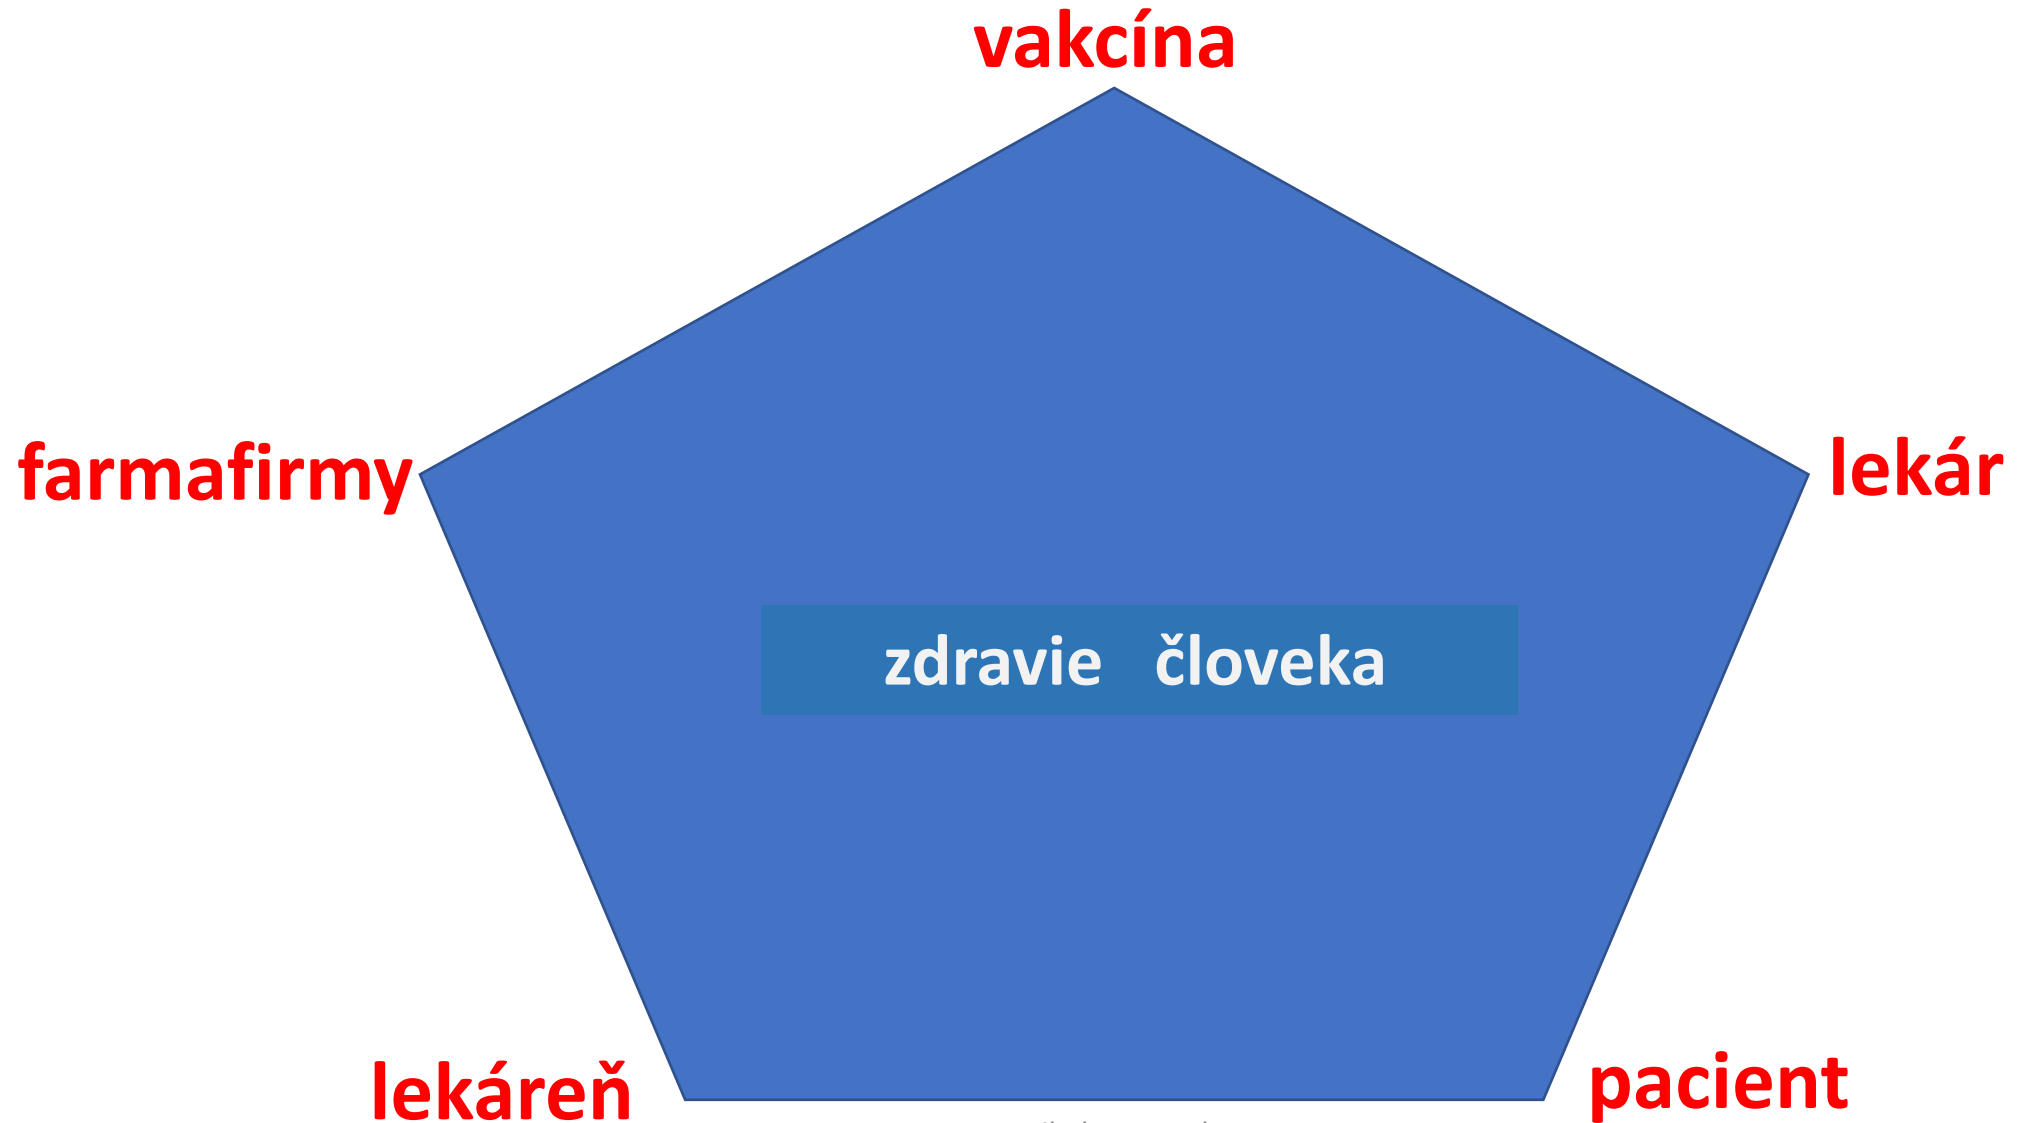 vakcína
farmafirmy
lekár
zdravie človeka
lekáreň
pacient